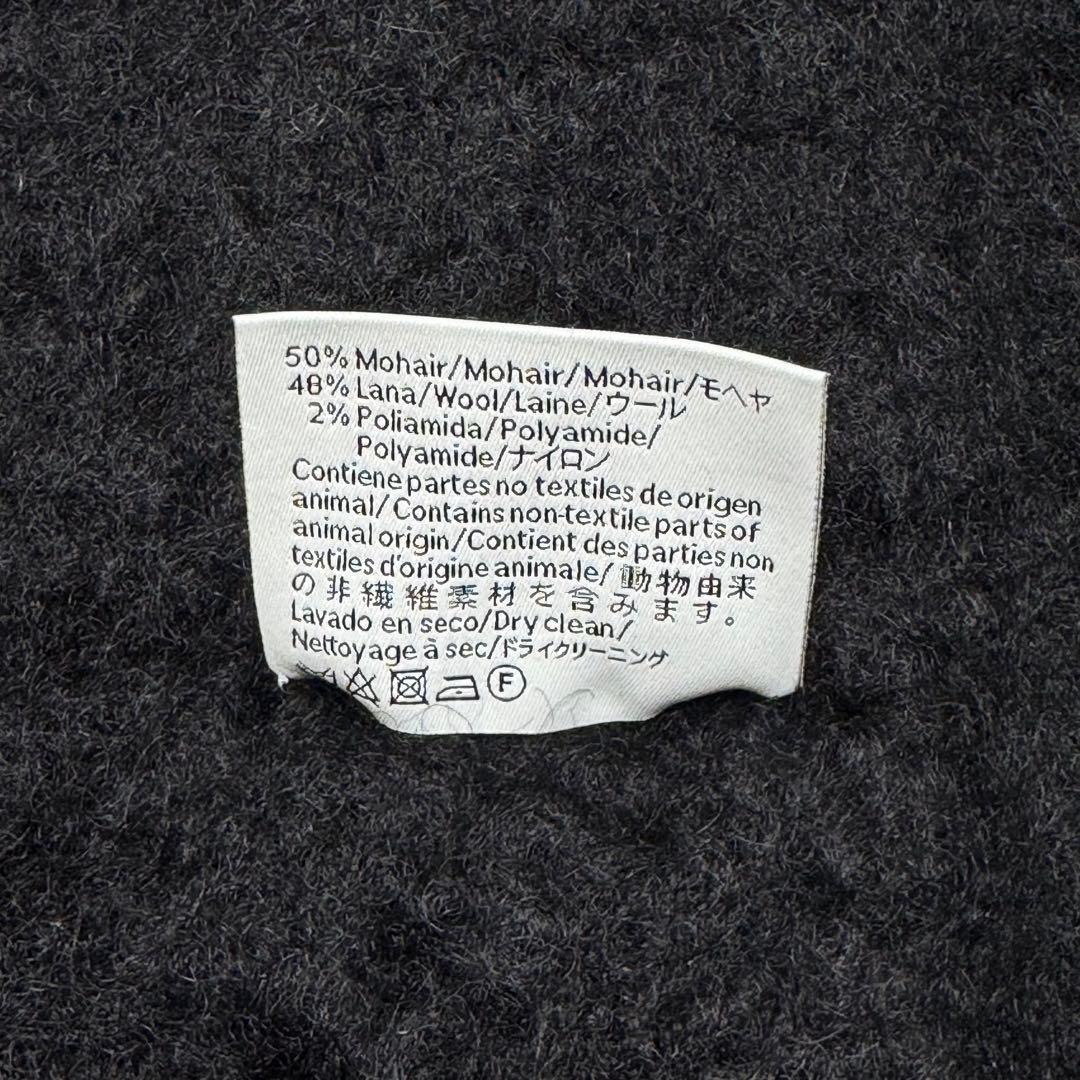 50% Mohair/Mohair/Mohair/モヘヤ
48% Lana/Wool/Laine/ウール
2% Poliamida/Polyamide/
Polyamide/ナイロン
Contiene partes no textiles de origen
animal/Contains non-textile parts of
animal origin/Contient des parties non
textiles d'origine animale/動物由来
の非繊維素材を含みます。
Lavado en seco/Dry clean/
Nettoyage à sec/ドライクリーニング
F